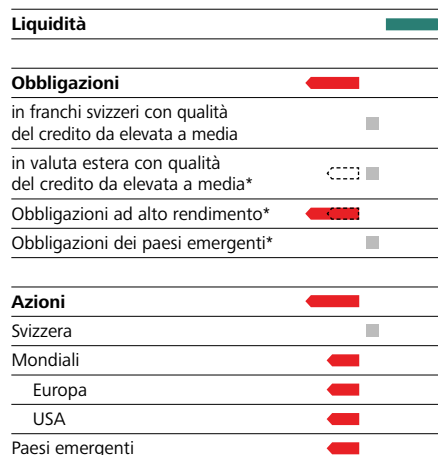 Liquidità
Obbligazioni
in franchi svizzeri con qualità
del credito da elevata a media
in valuta estera con qualità
del credito da elevata a media*
Obbligazioni ad alto rendimento*
Obbligazioni dei paesi emergenti*
Azioni
Svizzera
Mondiali
Europa
USA
Paesi emergenti